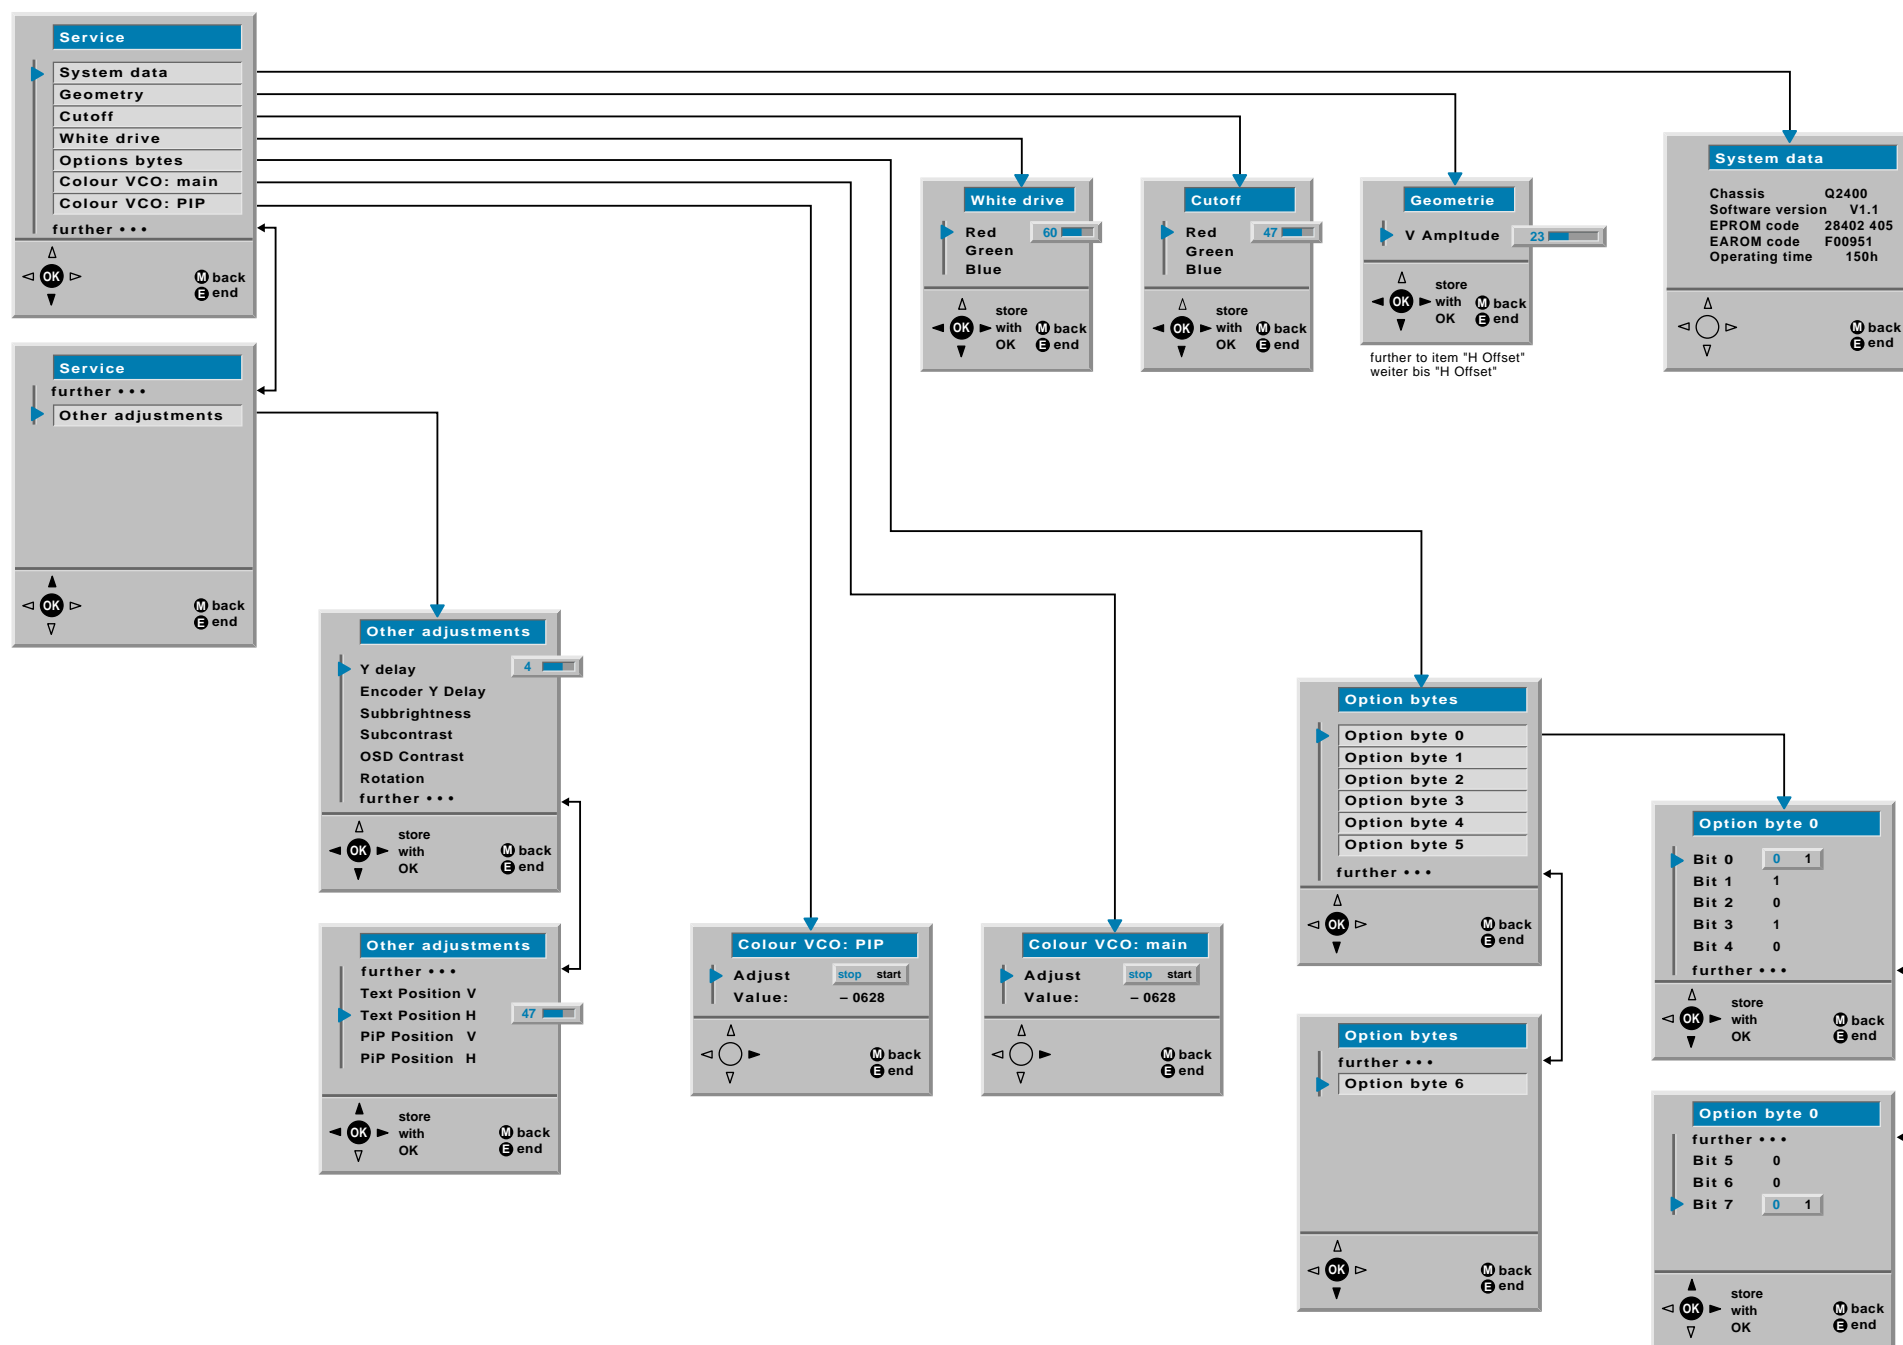 Service
System data
Geometry
Cutoff
White drive
Options bytes
Colour VCO: main
Colour VCO: PIP
further • • •
OK
M back
E end
Service
further • • •
Other adjustments
OK
M back
E end
Other adjustments
Y delay 4
Encoder Y Delay
Subbrightness
Subcontrast
OSD Contrast
Rotation
further • • •
store
OK with M back
OK E end
Other adjustments
further • • •
Text Position V
Text Position H 47
PiP Position V
PiP Position H
store
OK with M back
OK E end
Colour VCO: PIP
Adjust stop start
Value: – 0628
M back
E end
Colour VCO: main
Adjust stop start
Value: – 0628
M back
E end
White drive
Red 60
Green
Blue
store
OK with M back
OK E end
Cutoff
Red 47
Green
Blue
store
OK with M back
OK E end
Geometrie
V Ampltude 23
store
OK with M back
OK E end
further to item "H Offset"
weiter bis "H Offset"
System data
Chassis Q2400
Software version V1.1
EPROM code 28402 405
EAROM code F00951
Operating time 150h
M back
E end
Option bytes
Option byte 0
Option byte 1
Option byte 2
Option byte 3
Option byte 4
Option byte 5
further • • •
OK
M back
E end
Option bytes
further • • •
Option byte 6
OK
M back
E end
Option byte 0
Bit 0 0 1
Bit 1 1
Bit 2 0
Bit 3 1
Bit 4 0
further • • •
store
OK with M back
OK E end
Option byte 0
further • • •
Bit 5 0
Bit 6 0
Bit 7 0 1
store
OK with M back
OK E end